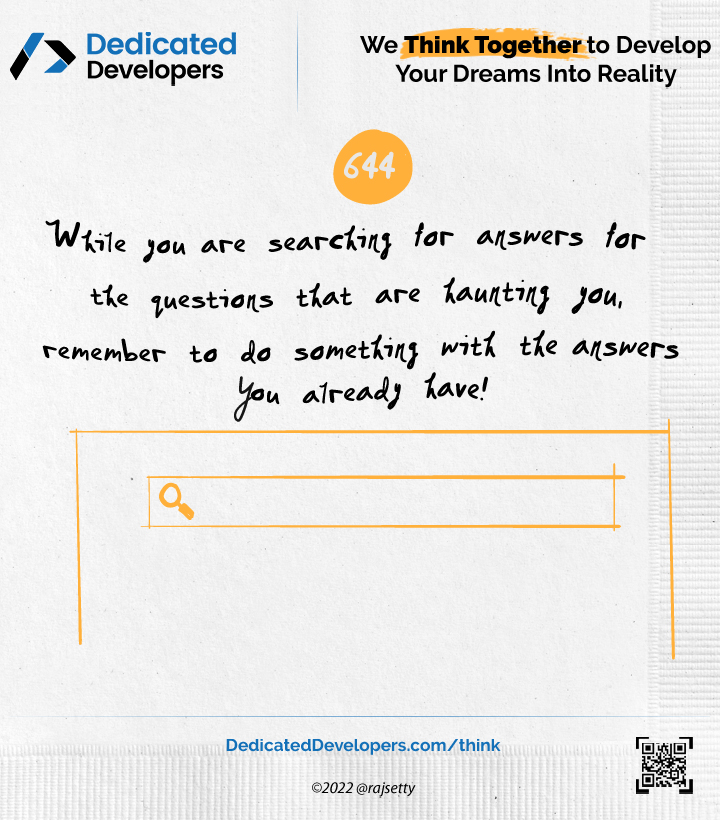 Dedicated
Developers
We Think Together to Develop
Your Dreams Into Reality
644
While you are searching for answers for
the questions that are haunting you,
remember to do something with the answers
You already have!
DedicatedDevelopers.com/think
©2022 @rajsetty